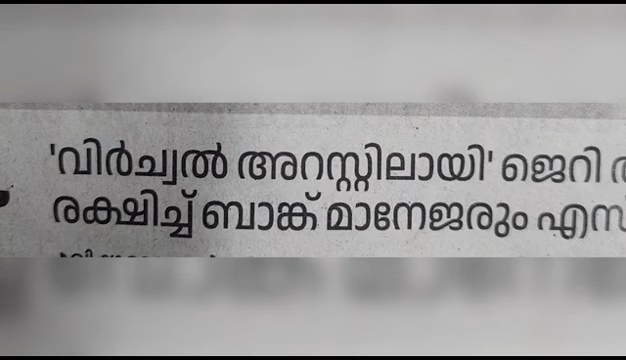 'വിർച്വൽ അറസ്റ്റിലായി' ജെറി
രക്ഷിച്ച് ബാങ്ക് മാനേജരും